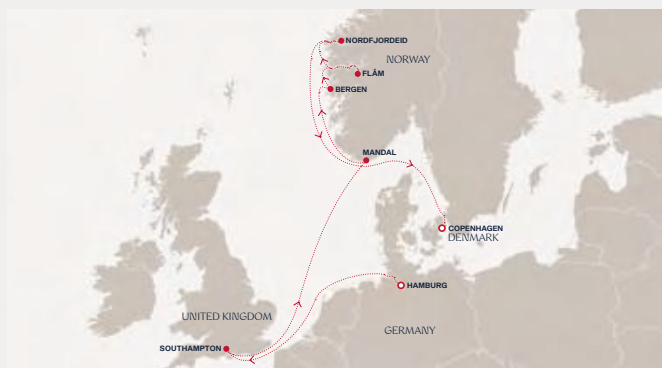 NORDFJORDEID
NORWAY
FLÅM
BERGEN
MANDAL
COPENHAGEN
DENMARK
HAMBURG
UNITED KINGDOM
GERMANY
SOUTHAMPTON